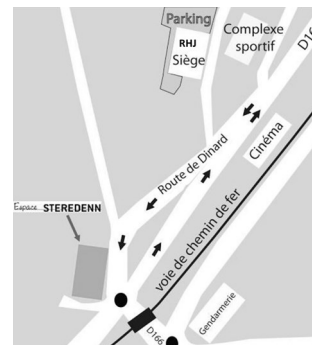 Parking
RHJ
Siège
Complexe
sportif
D16
Cinéma
Route de Dinard
Espace STEREDENN
voie de chemin de fer
Gendarmerie
D166